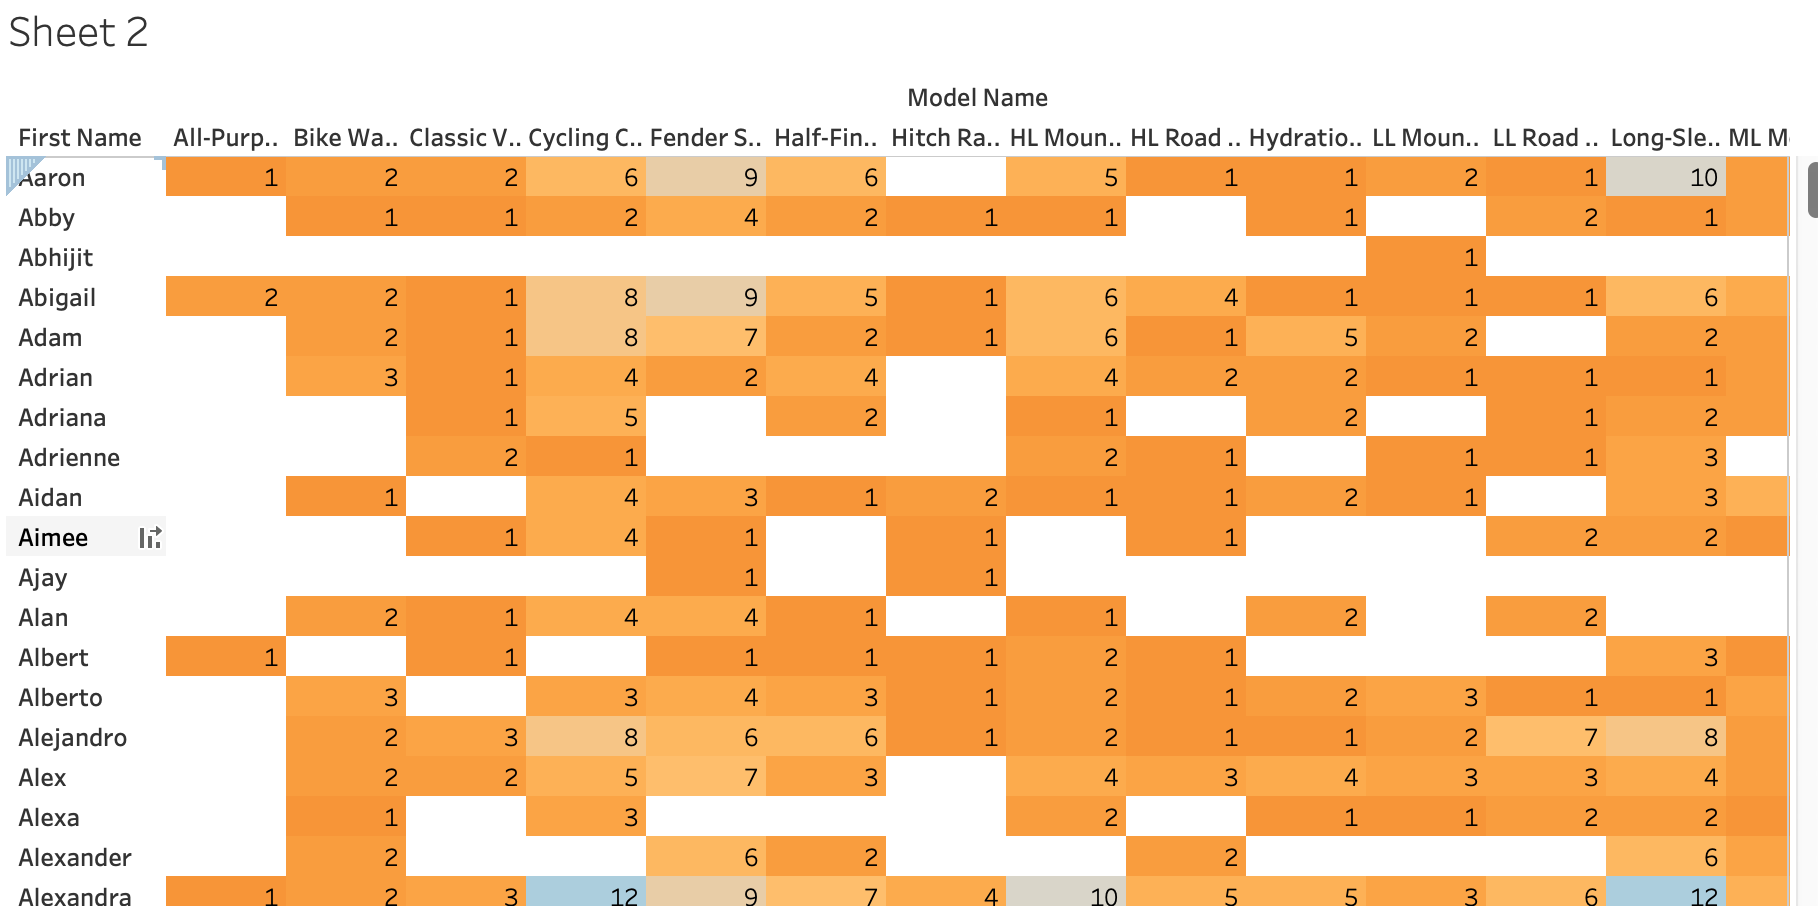 Sheet 2
Model Name
First Name All-Purp.. Bike Wa.. Classic V.. Cycling C.. Fender S.. Half-Fin.. Hitch Ra.. HL Moun.. HL Road .. Hydratio.. LL Moun.. LL Road .. Long-Sle.. ML M
Aaron 1 2 2 6 9 6 5 1 1 2 1 10
Abby 1 1 2 4 2 1 1 1 2 1
Abhijit 1
Abigail 2 2 1 8 9 5 1 6 4 1 1 1 6
Adam 2 1 8 7 2 1 6 1 5 2 2
Adrian 3 1 4 2 4 4 2 2 1 1 1
Adriana 1 5 2 1 2 1 2
Adrienne 2 1 2 1 1 1 3
Aidan 1 4 3 1 2 1 1 2 1 3
Aimee 1 4 1 1 1 2 2
Ajay 1 1
Alan 2 1 4 4 1 1 2 2
Albert 1 1 1 1 1 2 1 3
Alberto 3 3 4 3 1 2 1 2 3 1 1
Alejandro 2 3 8 6 6 1 2 1 1 2 7 8
Alex 2 2 5 7 3 4 3 4 3 3 4
Alexa 1 3 2 1 1 2 2
Alexander 2 6 2 2 6
Alexandra 1 2 3 12 9 7 4 10 5 5 3 6 12